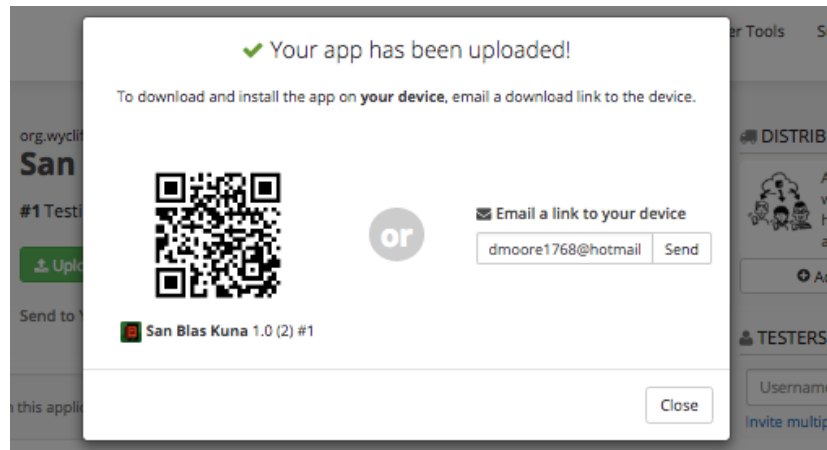 Your app has been uploaded!
er Tools
To download and install the app on your device, email a download link to the device.
org.wyclif
San
#1 Testi
Uplo
Send to
this applic
or
Email a link to your device
dmoore1768@hotmail
Send
San Blas Kuna 1.0 (2) #1
Close
DISTRIB
TESTERS
Username
Invite multip